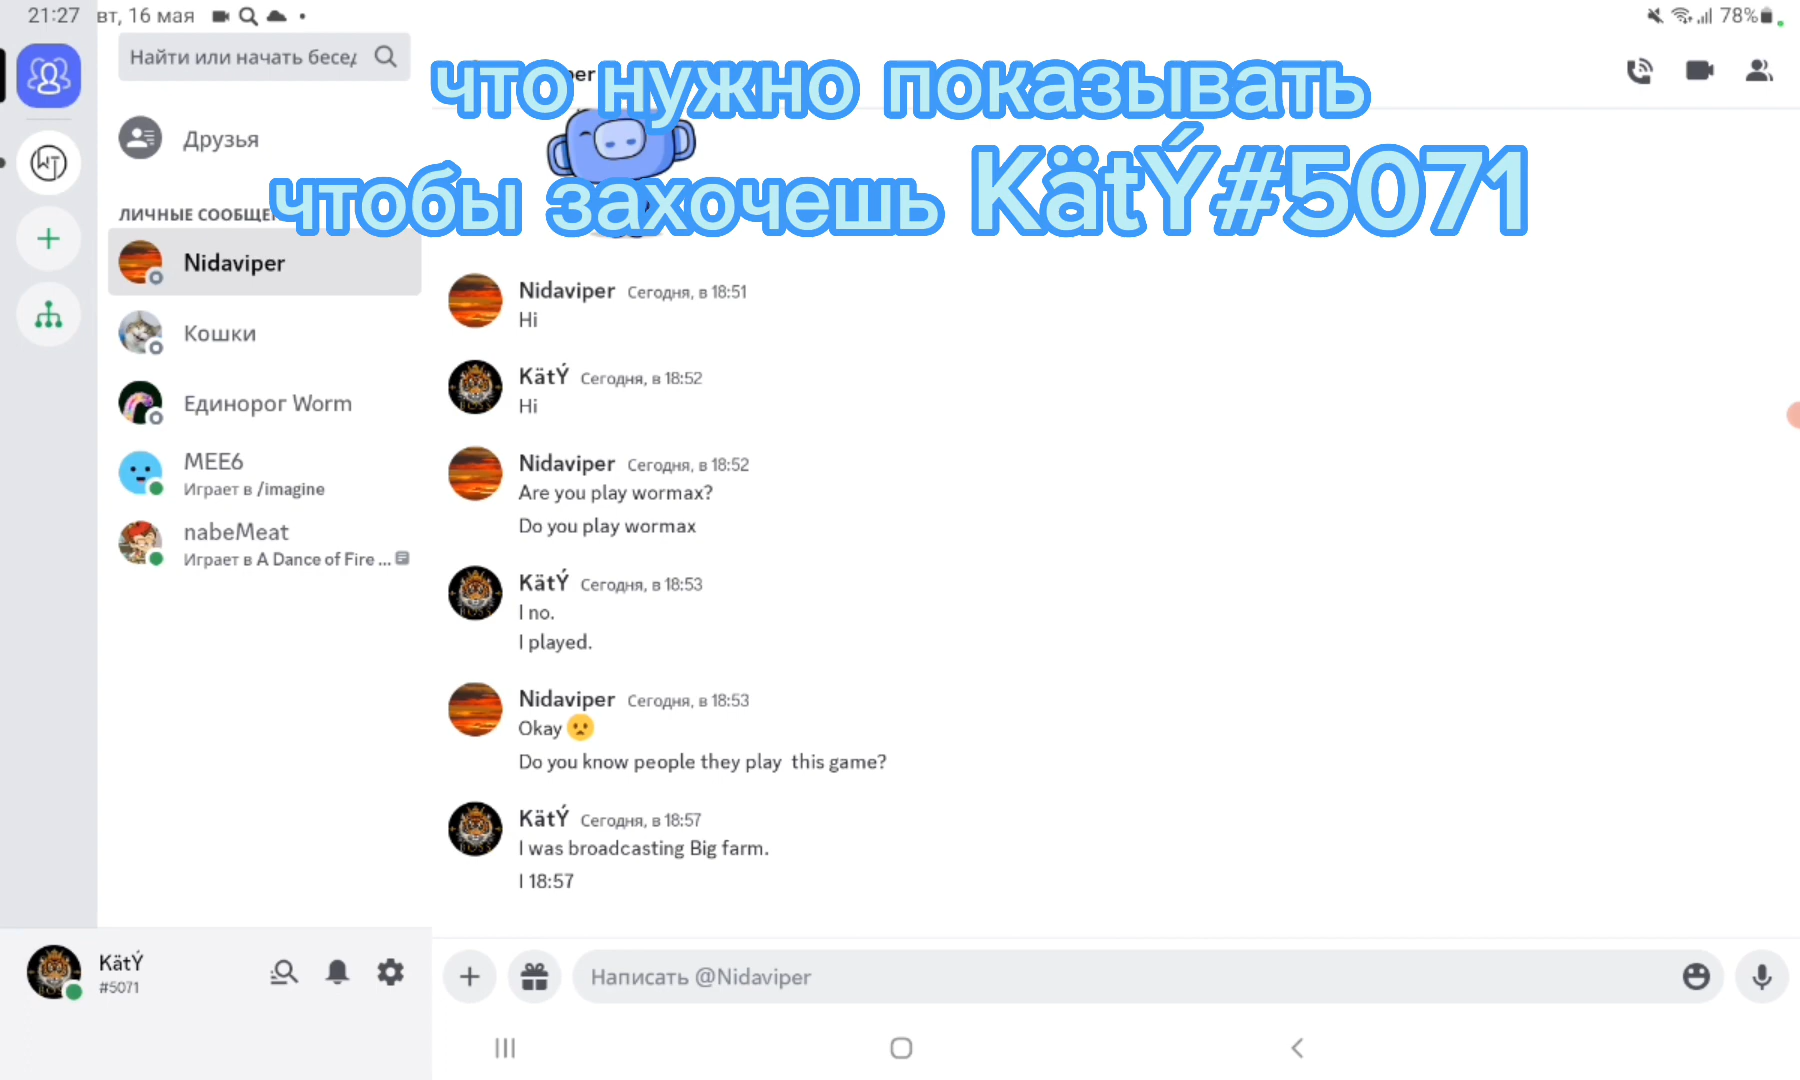 21:27 вт, 16 мая
78%
Найти или начать бесед
Друзья
ЛИЧНЫЕ
Nidaviper
Кошки
Единорог Worm
MEE6
Играет в /imagine
nabeMeat
Играет в A Dance of Fire ...
KätÝ
#5071
что нужно показывать
чтобы захочешь KätÝ#5071
Nidaviper Сегодня, в 18:51
Hi
KätÝ Сегодня, в 18:52
Hi
Nidaviper Сегодня, в 18:52
Are you play wormax?
Do you play wormax
KätÝ Сегодня, в 18:53
I no.
I played.
Nidaviper Сегодня, в 18:53
Okay 😦
Do you know people they play this game?
KätÝ Сегодня, в 18:57
I was broadcasting Big farm.
I 18:57
Написать @Nidaviper